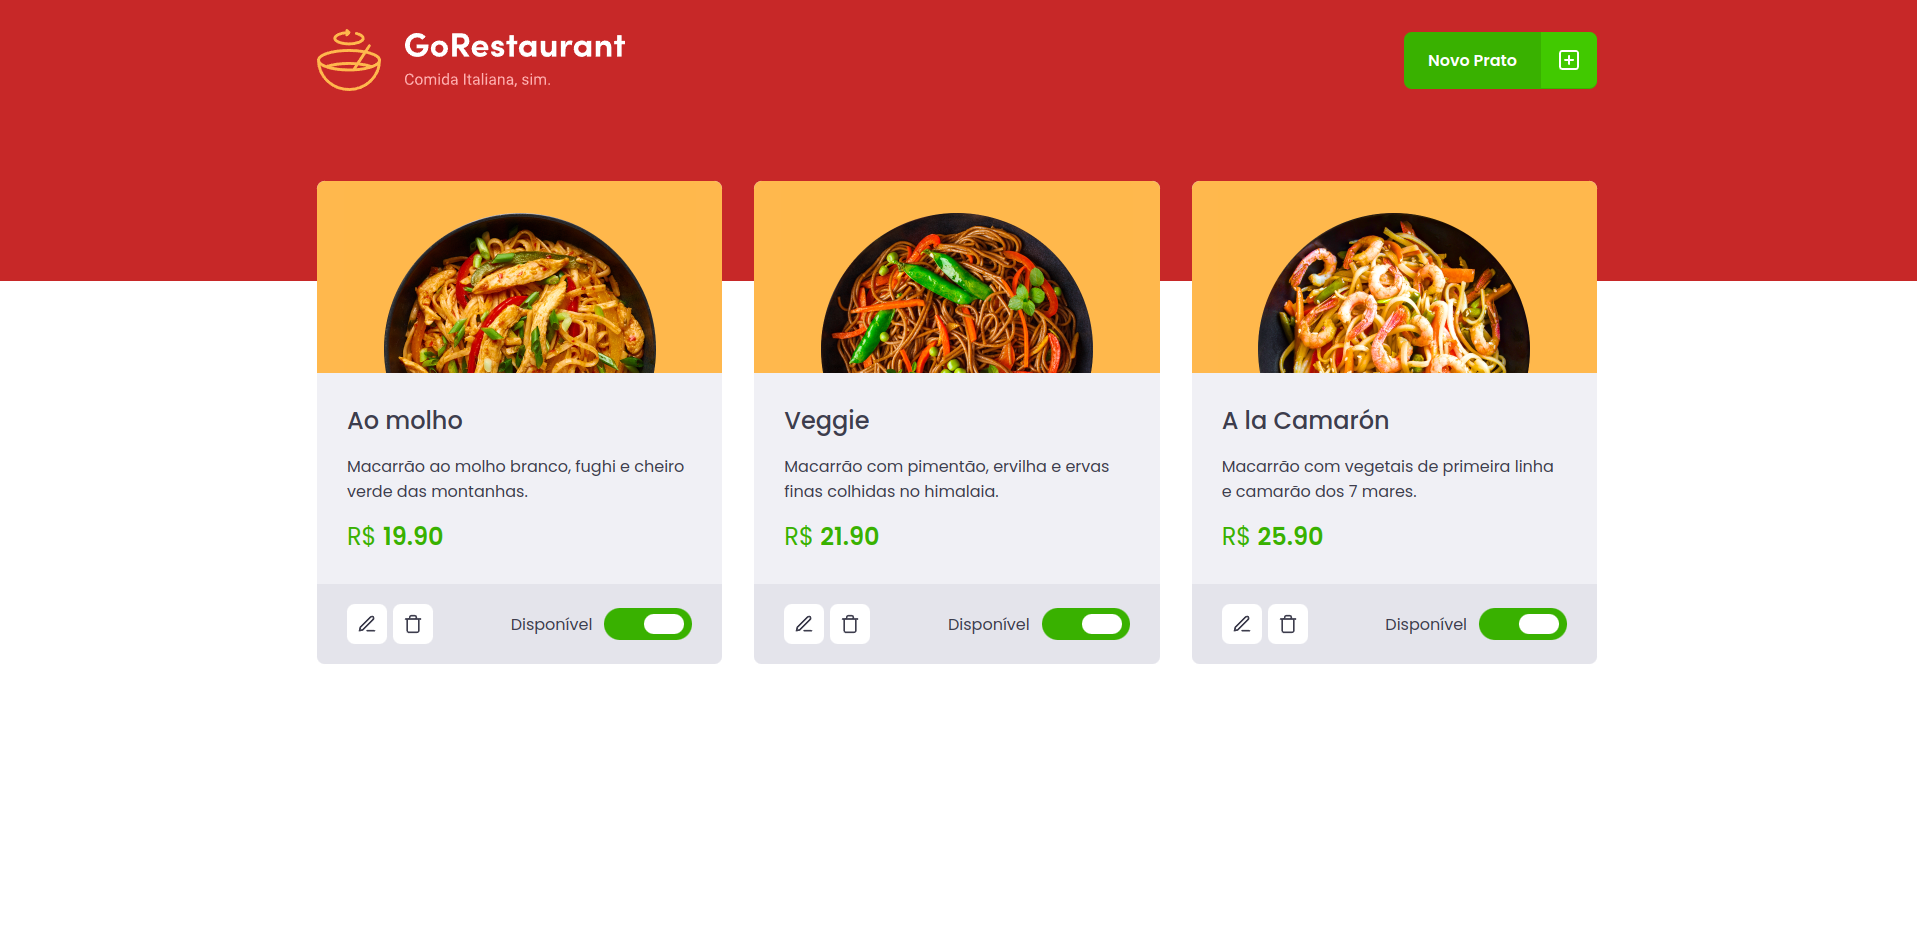 GoRestaurant
Comida Italiana, sim.
Novo Prato
Ao molho
Macarrão ao molho branco, fughi e cheiro
verde das montanhas.
R$ 19.90
Disponível
Veggie
Macarrão com pimentão, ervilha e ervas
finas colhidas no himalaia.
R$ 21.90
Disponível
A la Camarón
Macarrão com vegetais de primeira linha
e camarão dos 7 mares.
R$ 25.90
Disponível